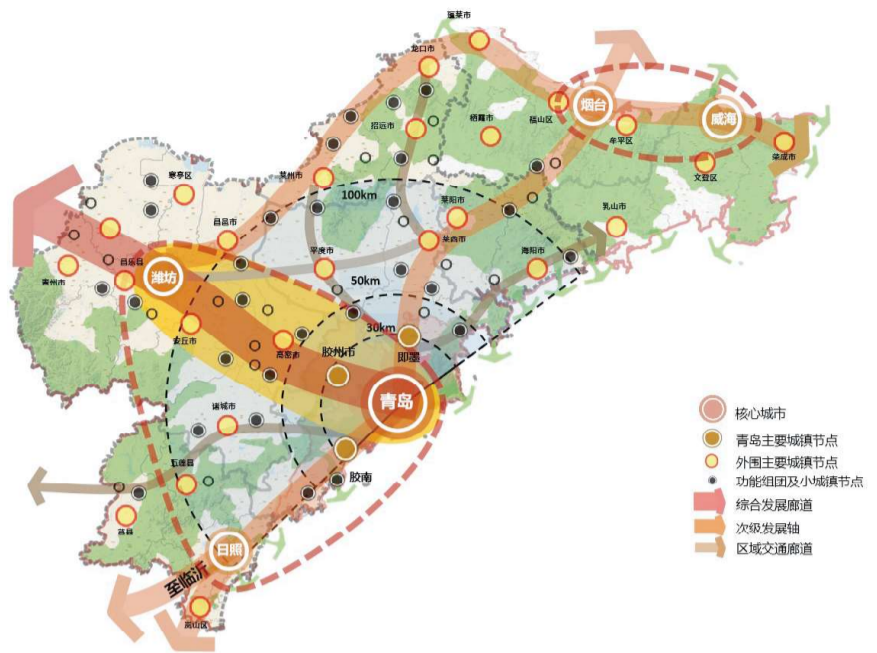 蓬莱市
龙口市
招远市
栖霞市
福山区
烟台
牟平区
威海
荣成市
文登区
莱州市
100km
寒亭区
昌邑市
莱阳市
莱西市
乳山市
海阳市
平度市
昌乐县
潍坊
青州市
50km
30km
安丘市
高密市
胶州市
即墨
青岛
诸城市
胶南
五莲县
莒县
日照
至临沂
岚山区
核心城市
青岛主要城镇节点
外围主要城镇节点
功能组团及小城镇节点
综合发展廊道
次级发展轴
区域交通廊道